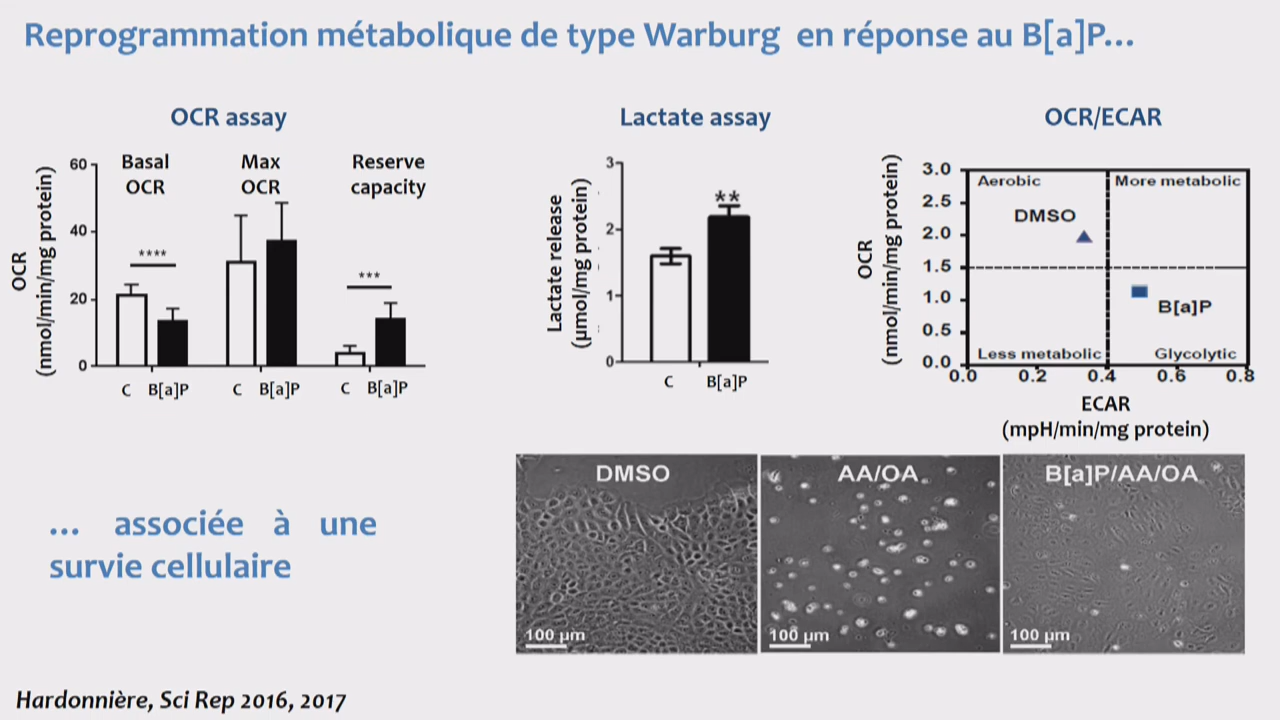 Reprogrammation métabolique de type Warburg en réponse au B[a]P...
OCR assay
Basal
OCR
Max
OCR
Reserve
capacity
OCR
(nmol/min/mg protein)
60
40
20
0
****
***
C B[a]P
C B[a]P
C B[a]P
Lactate assay
Lactate release
(µmol/mg protein)
3
2
1
0
**
C B[a]P
OCR/ECAR
OCR
(nmol/min/mg protein)
3.0
2.5
2.0
1.5
1.0
0.5
0.0
Aerobic
More metabolic
DMSO
B[a]P
Less metabolic
Glycolytic
0.0 0.2 0.4 0.6 0.8
ECAR
(mpH/min/mg protein)
... associée à une
survie cellulaire
DMSO
100 µm
AA/OA
100 µm
B[a]P/AA/OA
100 µm
Hardonnière, Sci Rep 2016, 2017